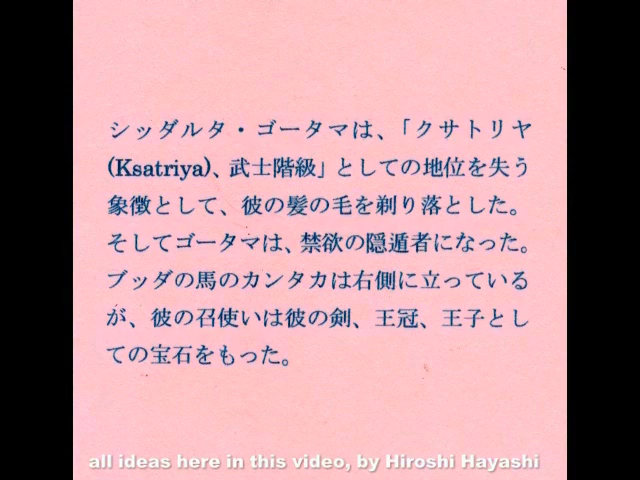 シッダルタ・ゴータマは、「クサトリヤ
(Ksatriya)、武士階級」としての地位を失う
象徴として、彼の髪の毛を剃り落とした。
そしてゴータマは、禁欲の隠遁者になった。
ブッダの馬のカンタカは右側に立っている
が、彼の召使いは彼の剣、王冠、王子とし
ての宝石をもった。
all ideas here in this video, by Hiroshi Hayashi